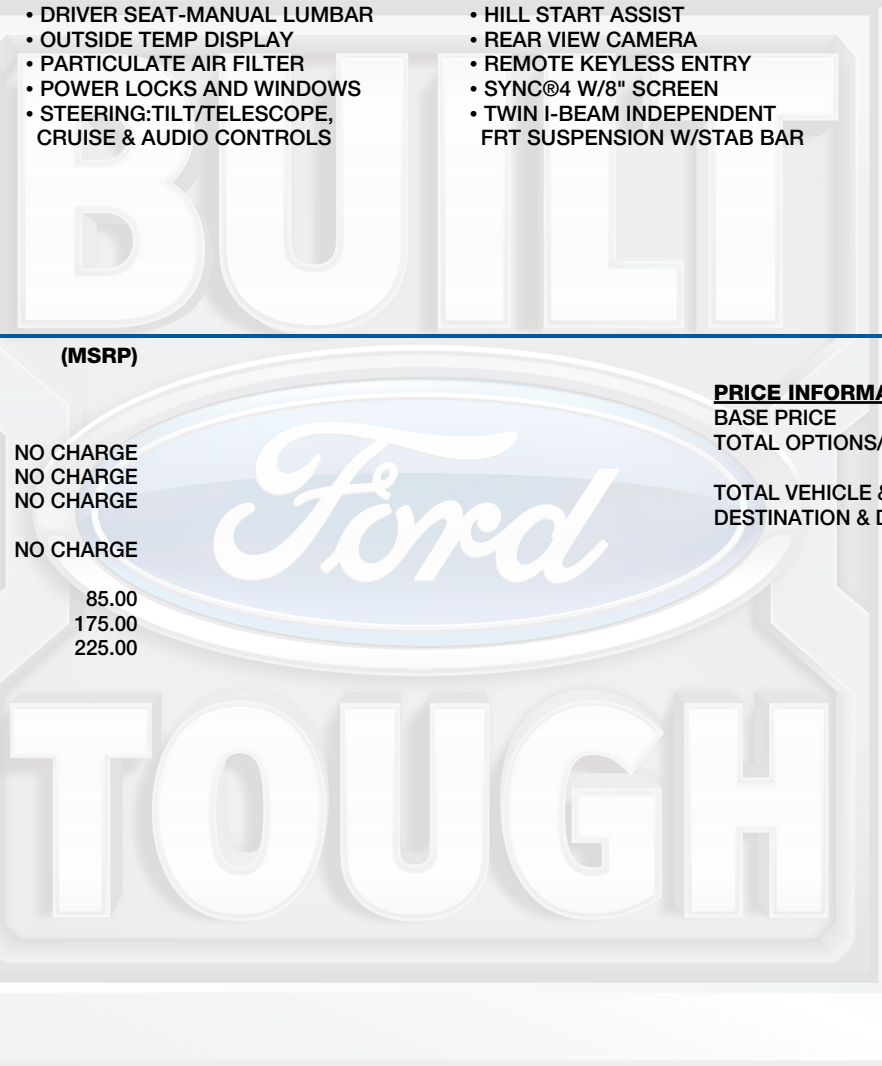 • DRIVER SEAT-MANUAL LUMBAR
• OUTSIDE TEMP DISPLAY
• PARTICULATE AIR FILTER
• POWER LOCKS AND WINDOWS
• STEERING:TILT/TELESCOPE,
CRUISE & AUDIO CONTROLS
• HILL START ASSIST
• REAR VIEW CAMERA
• REMOTE KEYLESS ENTRY
• SYNC®4 W/8" SCREEN
• TWIN I-BEAM INDEPENDENT
FRT SUSPENSION W/STAB BAR
BUILT
(MSRP)
NO CHARGE
NO CHARGE
NO CHARGE
NO CHARGE
85.00
175.00
225.00
Ford
PRICE
BASE PRICE
TOTAL OPTIONS/
TOTAL VEHICLE &
DESTINATION &
TOUGH